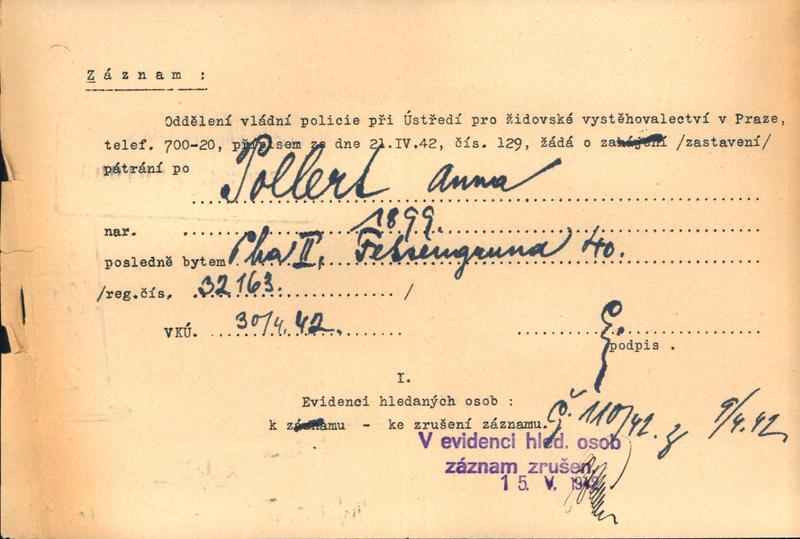 Záznam :
Oddělení vládní policie při Ústředí pro židovské vystěhovalectví v Praze,
telef. 700-20, přípisem ze dne 21.IV.42, čís. 129, žádá o zahájení /zastavení/
pátrání po Pollert Anna
nar. 1899.
posledně bytem Pha II, Fessengrund 40.
/reg.čís. 32163. /
VKÚ. 30/4.42.
podpis .
I.
Evidenci hledaných osob :
k záznamu - ke zrušení záznamu.
Č. 110/42. 9/4.42
V evidenci hled. osob
záznam zrušen.
15. V. 1942